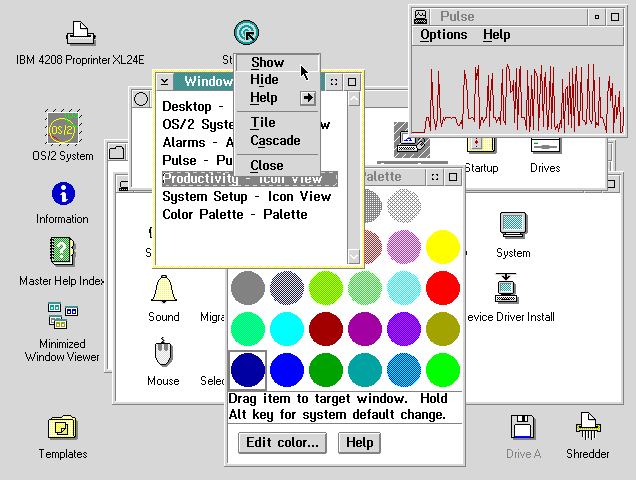 Pulse
Options Help
IBM 4208 Proprinter XL24E
St
Show
Hide
Help
Tile
Cascade
Close
Window
Desktop -
OS/2 Syste
w
Alarms - A
Pulse - Pu
Productivity - Icon View
System Setup - Icon View
Color Palette - Palette
OS/2
OS/2 System
Information
Master Help Index
Minimized
Window Viewer
Templates
Startup
Drives
Palette
S
Sound
Migra
Mouse
Selec
System
evice Driver Install
Drag item to target window. Hold
Alt key for system default change.
Edit color...
Help
Drive A
Shredder